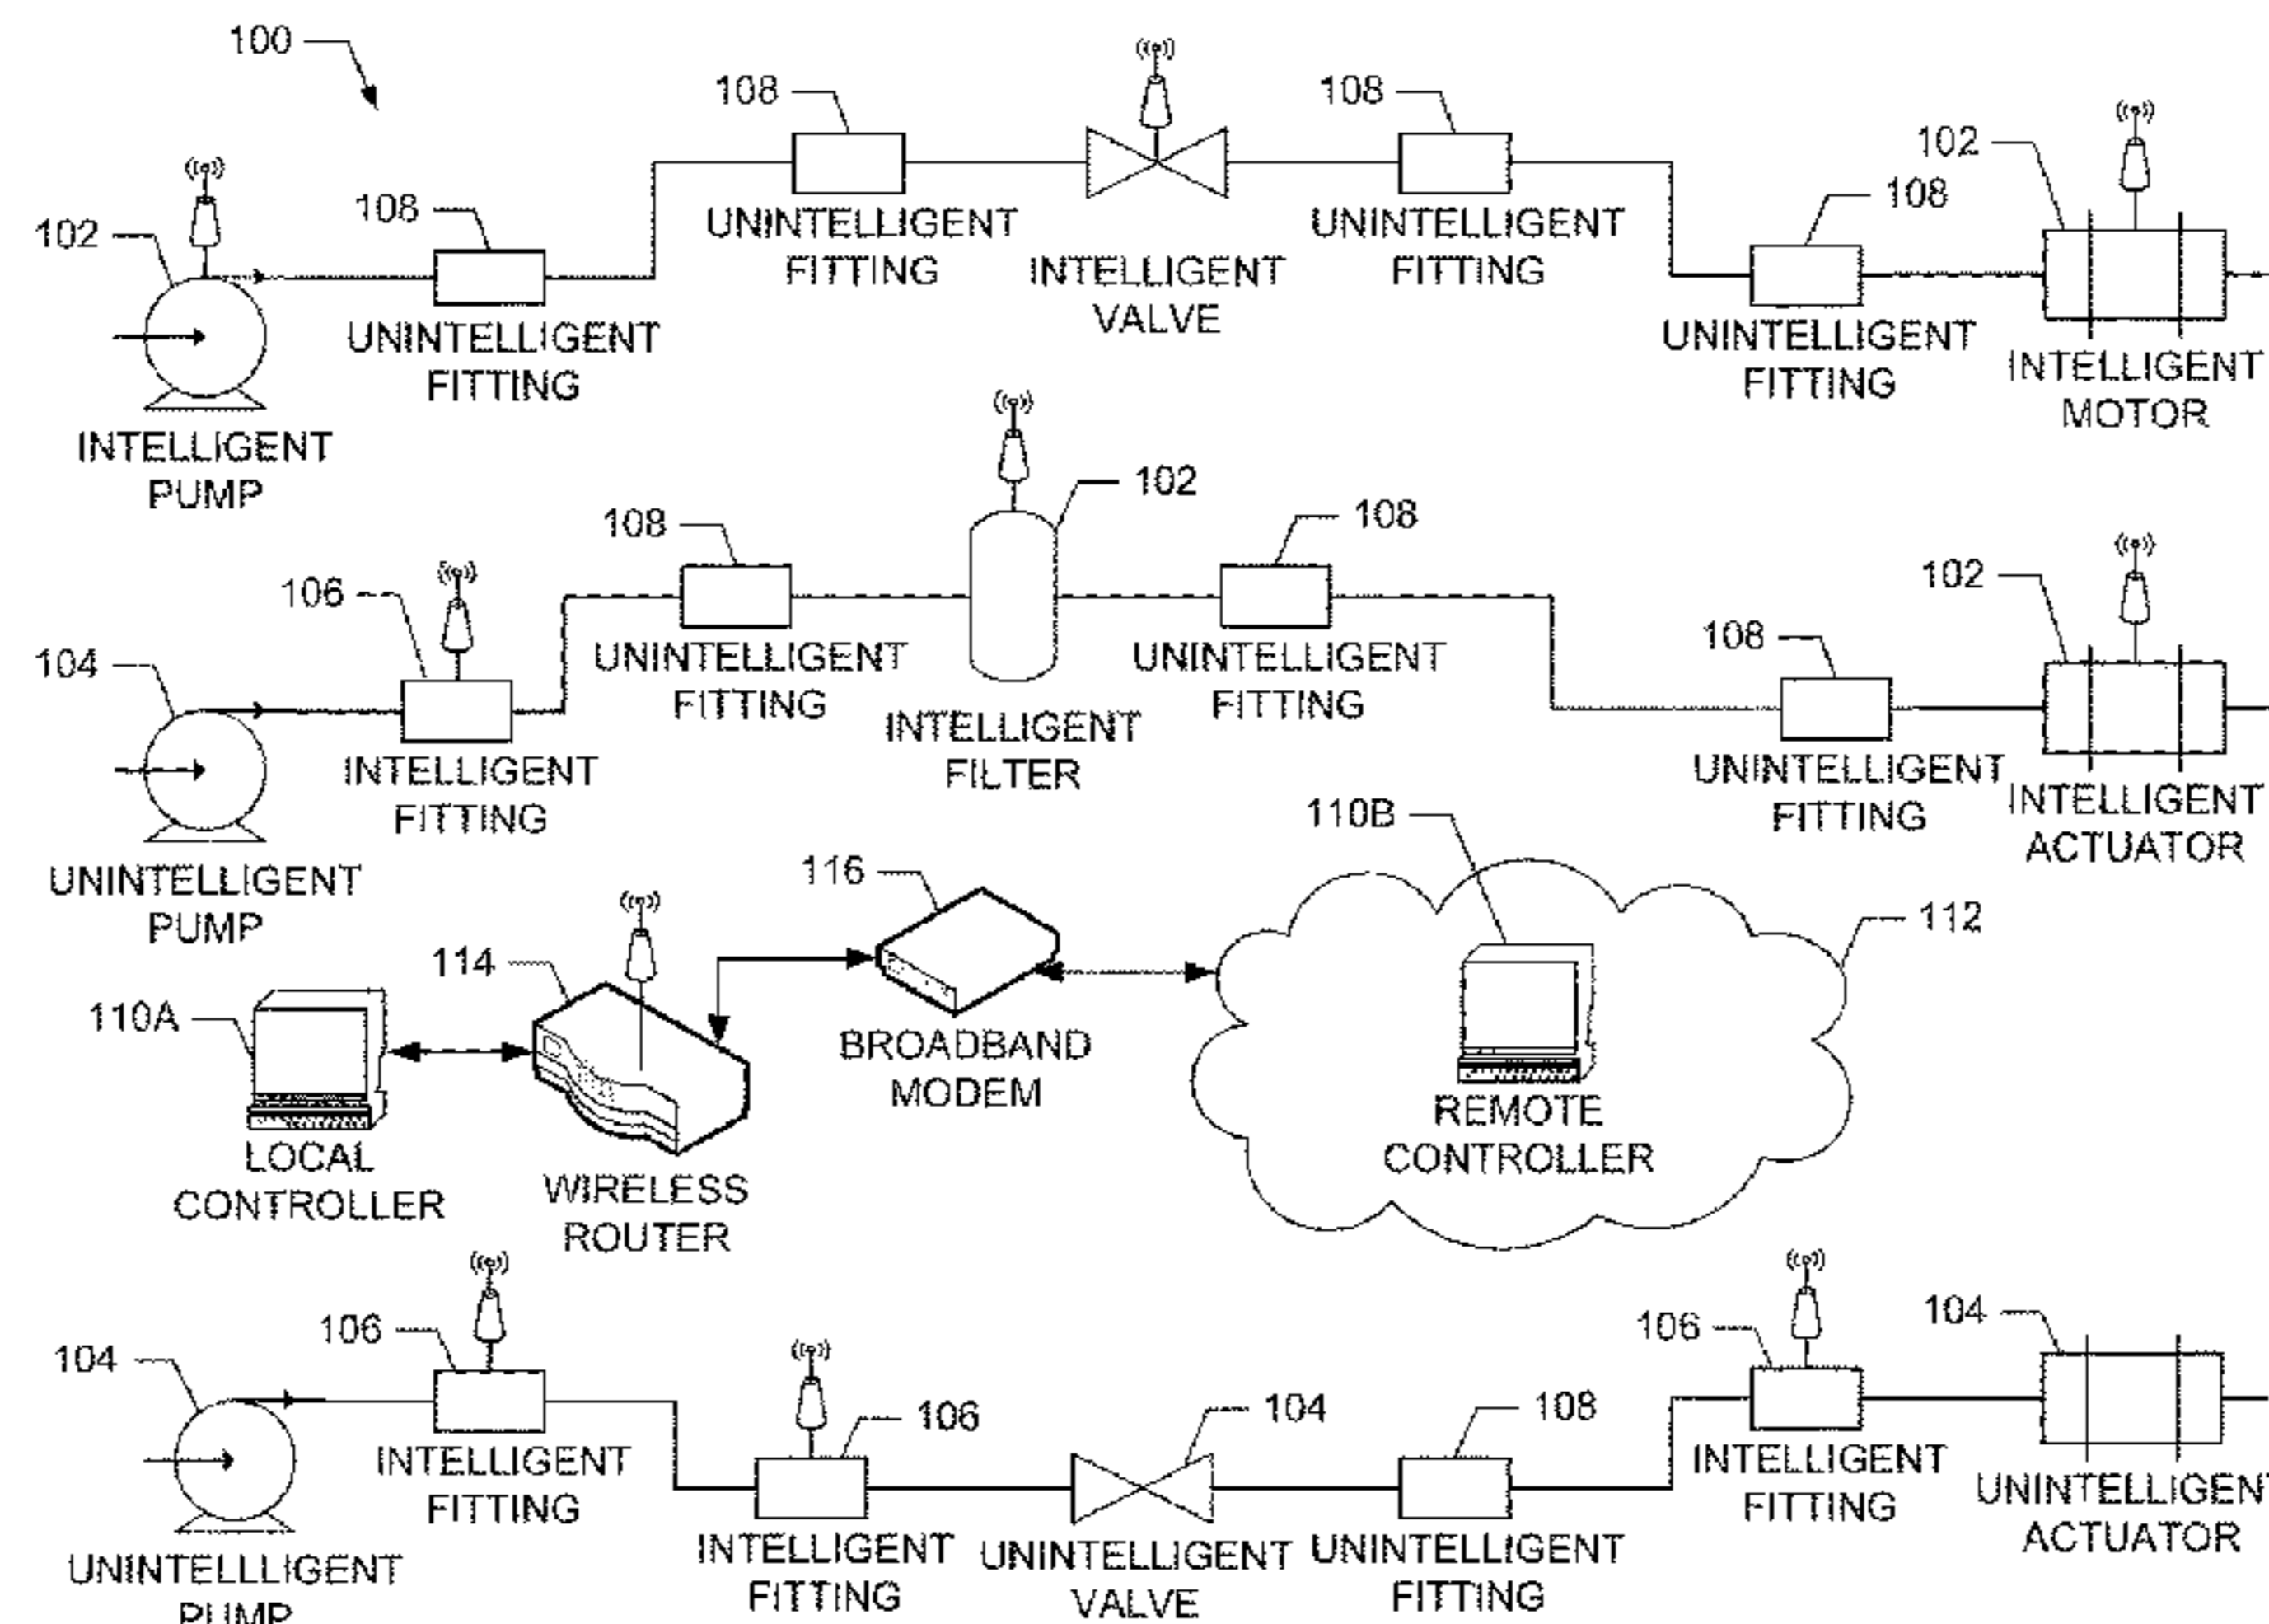 100
108
108
102
108
108
102
UNINTELLIGENT
FITTING
INTELLIGENT
VALVE
UNINTELLIGENT
FITTING
UNINTELLIGENT
FITTING
UNINTELLIGENT
FITTING
INTELLIGENT
MOTOR
INTELLIGENT
PUMP
102
108
108
106
102
108
104
UNINTELLIGENT
FITTING
UNINTELLIGENT
FITTING
INTELLIGENT
FILTER
INTELLIGENT
FITTING
UNINTELLIGENT
FITTING
INTELLIGENT
ACTUATOR
UNINTELLIGENT
PUMP
110B
116
112
114
110A
BROADBAND
MODEM
REMOTE
CONTROLLER
LOCAL
CONTROLLER
WIRELESS
ROUTER
106
104
106
104
106
104
108
INTELLIGENT
FITTING
INTELLIGENT
FITTING
UNINTELLIGENT
ACTUATOR
INTELLIGENT
FITTING
UNINTELLIGENT
VALVE
UNINTELLIGENT
FITTING
UNINTELLLIGENT
PUMP